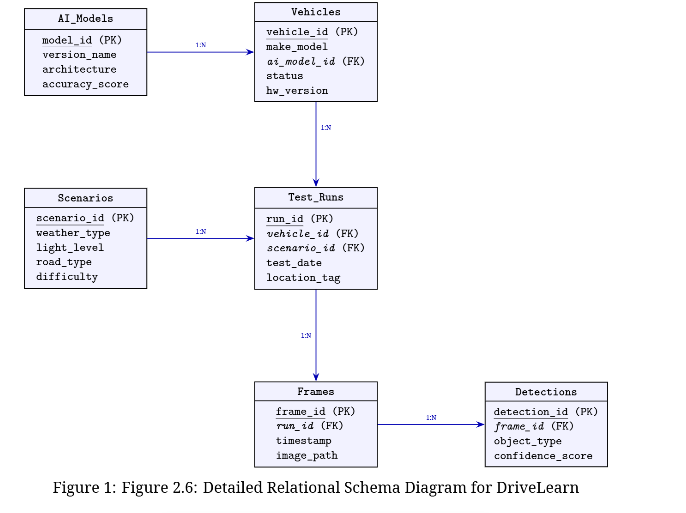 AI_Models
model_id (PK)
version_name
architecture
accuracy_score
1:N
Vehicles
vehicle_id (PK)
make_model
ai_model_id (FK)
status
hw_version
1:N
Scenarios
scenario_id (PK)
weather_type
light_level
road_type
difficulty
1:N
Test_Runs
run_id (PK)
vehicle_id (FK)
scenario_id (FK)
test_date
location_tag
1:N
Frames
frame_id (PK)
run_id (FK)
timestamp
image_path
1:N
Detections
detection_id (PK)
frame_id (FK)
object_type
confidence_score
Figure 1: Figure 2.6: Detailed Relational Schema Diagram for DriveLearn